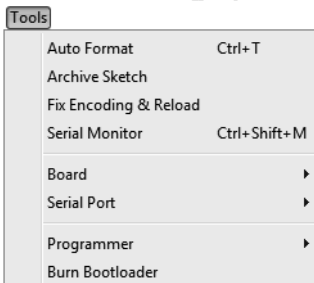 Tools
Auto Format Ctrl+T
Archive Sketch
Fix Encoding & Reload
Serial Monitor Ctrl+Shift+M
Board
Serial Port
Programmer
Burn Bootloader